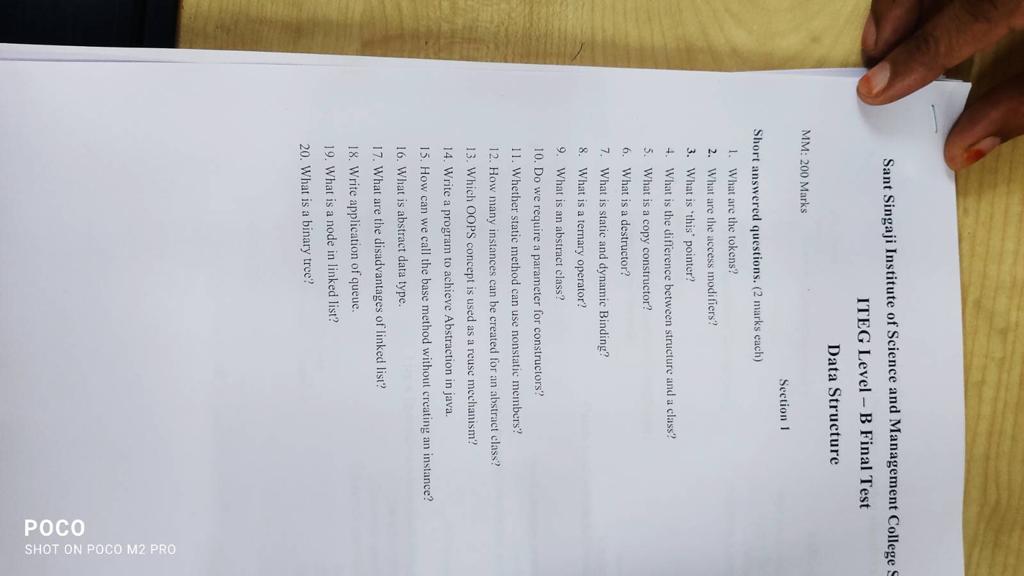 Sant Singaji Institute of Science and Management College S
ITEG Level – B Final Test
Data Structure
MM: 200 Marks
Section 1
Short answered questions. (2 marks each)
1. What are the tokens?
2. What are the access modifiers?
3. What is 'this' pointer?
4. What is the difference between structure and a class?
5. What is a copy constructor?
6. What is a destructor?
7. What is static and dynamic Binding?
8. What is a ternary operator?
9. What is an abstract class?
10. Do we require a parameter for constructors?
11. Whether static method can use nonstatic members?
12. How many instances can be created for an abstract class?
13. Which OOPS concept is used as a reuse mechanism?
14. Write a program to achieve Abstraction in java.
15. How can we call the base method without creating an instance?
16. What is abstract data type.
17. What are the disadvantages of linked list?
18. Write application of queue.
19. What is a node in linked list?
20. What is a binary tree?
POCO
SHOT ON POCO M2 PRO